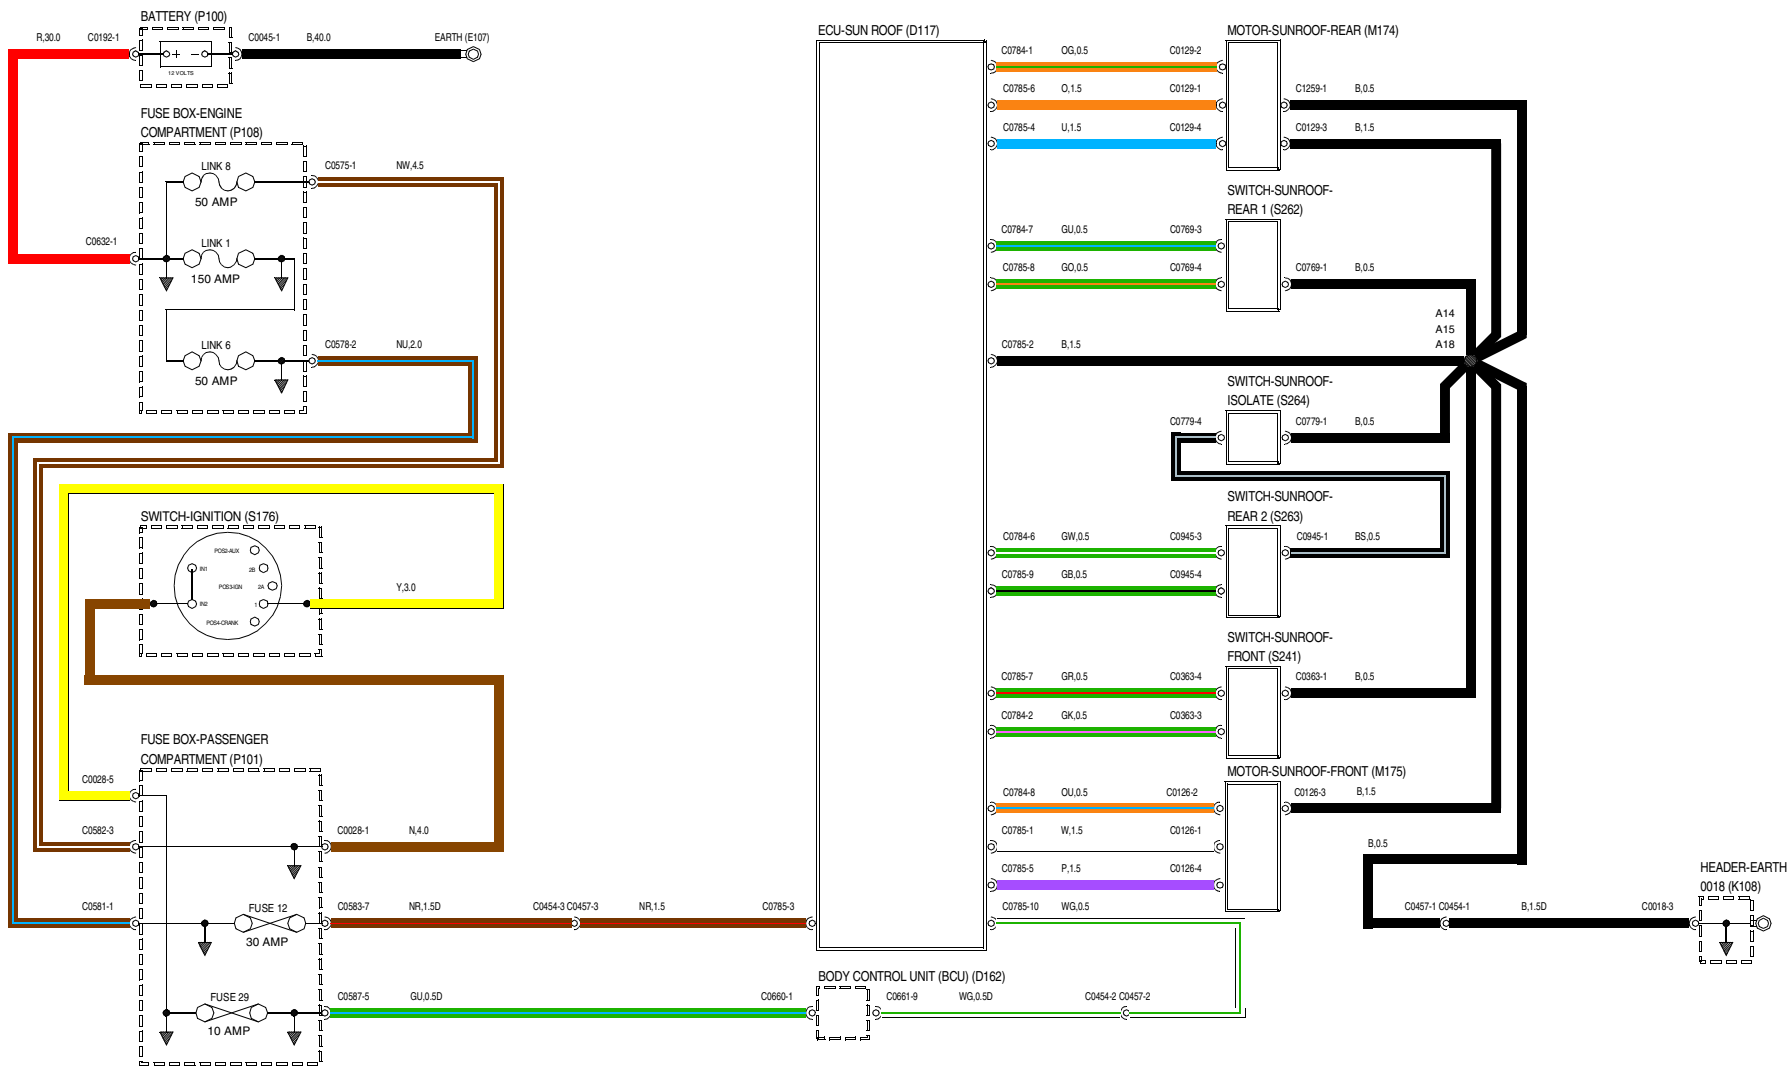 BATTERY (P100)
R,30.0 C0192-1
12 VOLTS
C0045-1 B,40.0 EARTH (E107)
FUSE BOX-ENGINE
COMPARTMENT (P108)
LINK 8
50 AMP
C0575-1 NW,4.5
C0632-1
LINK 1
150 AMP
LINK 6
50 AMP
C0578-2 NU,2.0
SWITCH-IGNITION (S176)
POS2-AUX
IN1
2B
POS3-IGN
2A
IN2
1
POS4-CRANK
Y,3.0
FUSE BOX-PASSENGER
COMPARTMENT (P101)
C0028-5
C0582-3
C0028-1 N,4.0
C0581-1
FUSE 12
30 AMP
C0583-7 NR,1.5D C0454-3 C0457-3 NR,1.5 C0785-3
FUSE 29
10 AMP
C0587-5 GU,0.5D C0660-1
ECU-SUN ROOF (D117)
BODY CONTROL UNIT (BCU) (D162)
C0661-9 WG,0.5D C0454-2 C0457-2
MOTOR-SUNROOF-REAR (M174)
C0784-1 OG,0.5 C0129-2
C0785-6 O,1.5 C0129-1
C1259-1 B,0.5
C0785-4 U,1.5 C0129-4
C0129-3 B,1.5
SWITCH-SUNROOF-
REAR 1 (S262)
C0784-7 GU,0.5 C0769-3
C0785-8 GO,0.5 C0769-4
C0769-1 B,0.5
A14
A15
A18
C0785-2 B,1.5
SWITCH-SUNROOF-
ISOLATE (S264)
C0779-4
C0779-1 B,0.5
SWITCH-SUNROOF-
REAR 2 (S263)
C0784-6 GW,0.5 C0945-3
C0945-1 BS,0.5
C0785-9 GB,0.5 C0945-4
SWITCH-SUNROOF-
FRONT (S241)
C0785-7 GR,0.5 C0363-4
C0363-1 B,0.5
C0784-2 GK,0.5 C0363-3
MOTOR-SUNROOF-FRONT (M175)
C0784-8 OU,0.5 C0126-2
C0126-3 B,1.5
C0785-1 W,1.5 C0126-1
C0785-5 P,1.5 C0126-4
C0785-10 WG,0.5
B,0.5
C0457-1 C0454-1 B,1.5D C0018-3
HEADER-EARTH
0018 (K108)